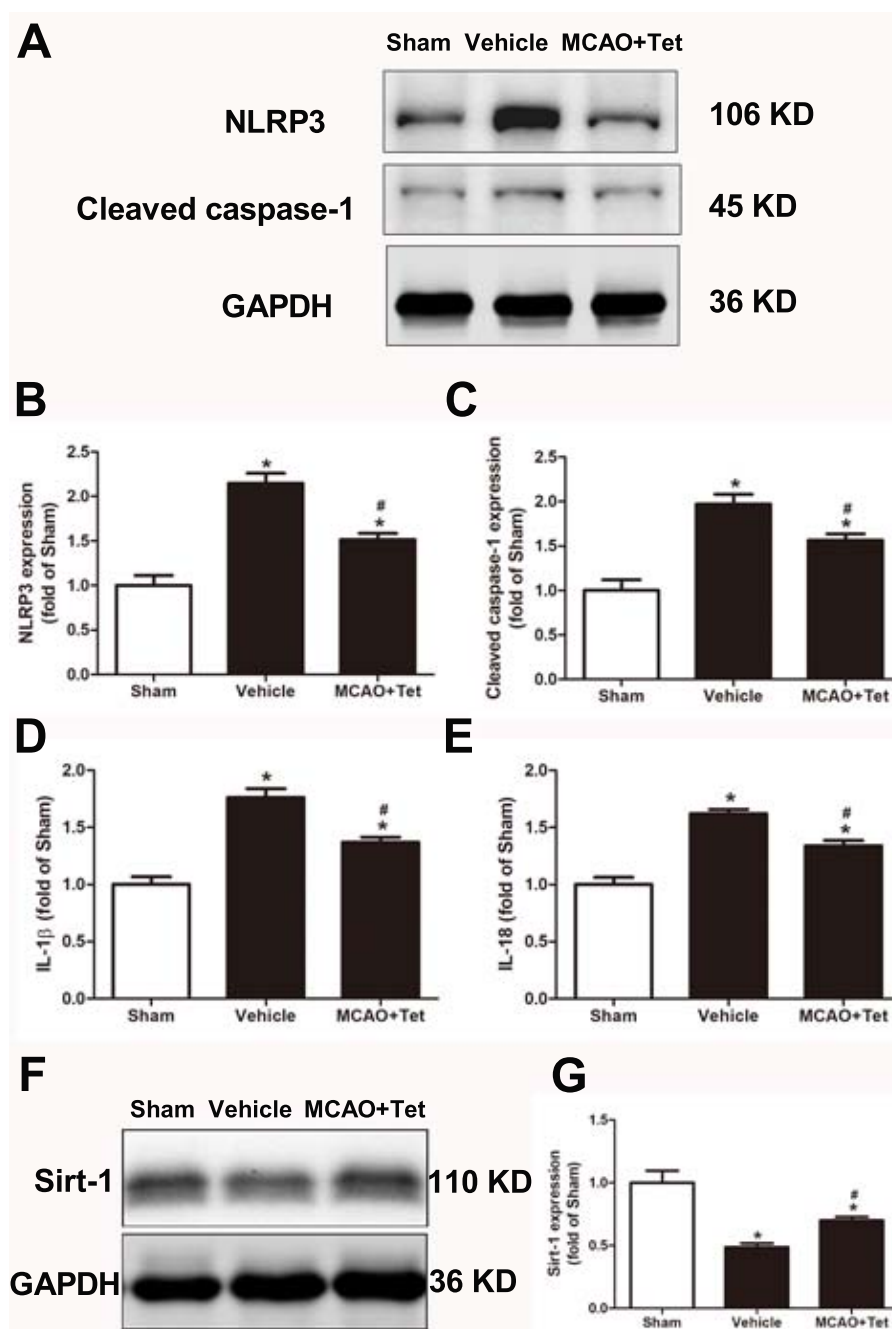 A
Sham Vehicle MCAO+Tet
NLRP3
106 KD
Cleaved caspase-1
45 KD
GAPDH
36 KD
B
NLRP3 expression
(fold of Sham)
2.5
2.0
1.5
1.0
0.5
0.0
*
#
*
Sham Vehicle MCAO+Tet
C
Cleaved caspase-1 expression
(fold of Sham)
2.5
2.0
1.5
1.0
0.5
0.0
*
#
*
Sham Vehicle MCAO+Tet
D
IL-1β (fold of Sham)
2.0
1.5
1.0
0.5
0.0
*
#
*
Sham Vehicle MCAO+Tet
E
IL-18 (fold of Sham)
2.0
1.5
1.0
0.5
0.0
*
#
*
Sham Vehicle MCAO+Tet
F
Sham Vehicle MCAO+Tet
Sirt-1
110 KD
GAPDH
36 KD
G
Sirt-1 expression
(fold of Sham)
1.5
1.0
0.5
0.0
*
#
*
Sham Vehicle MCAO+Tet